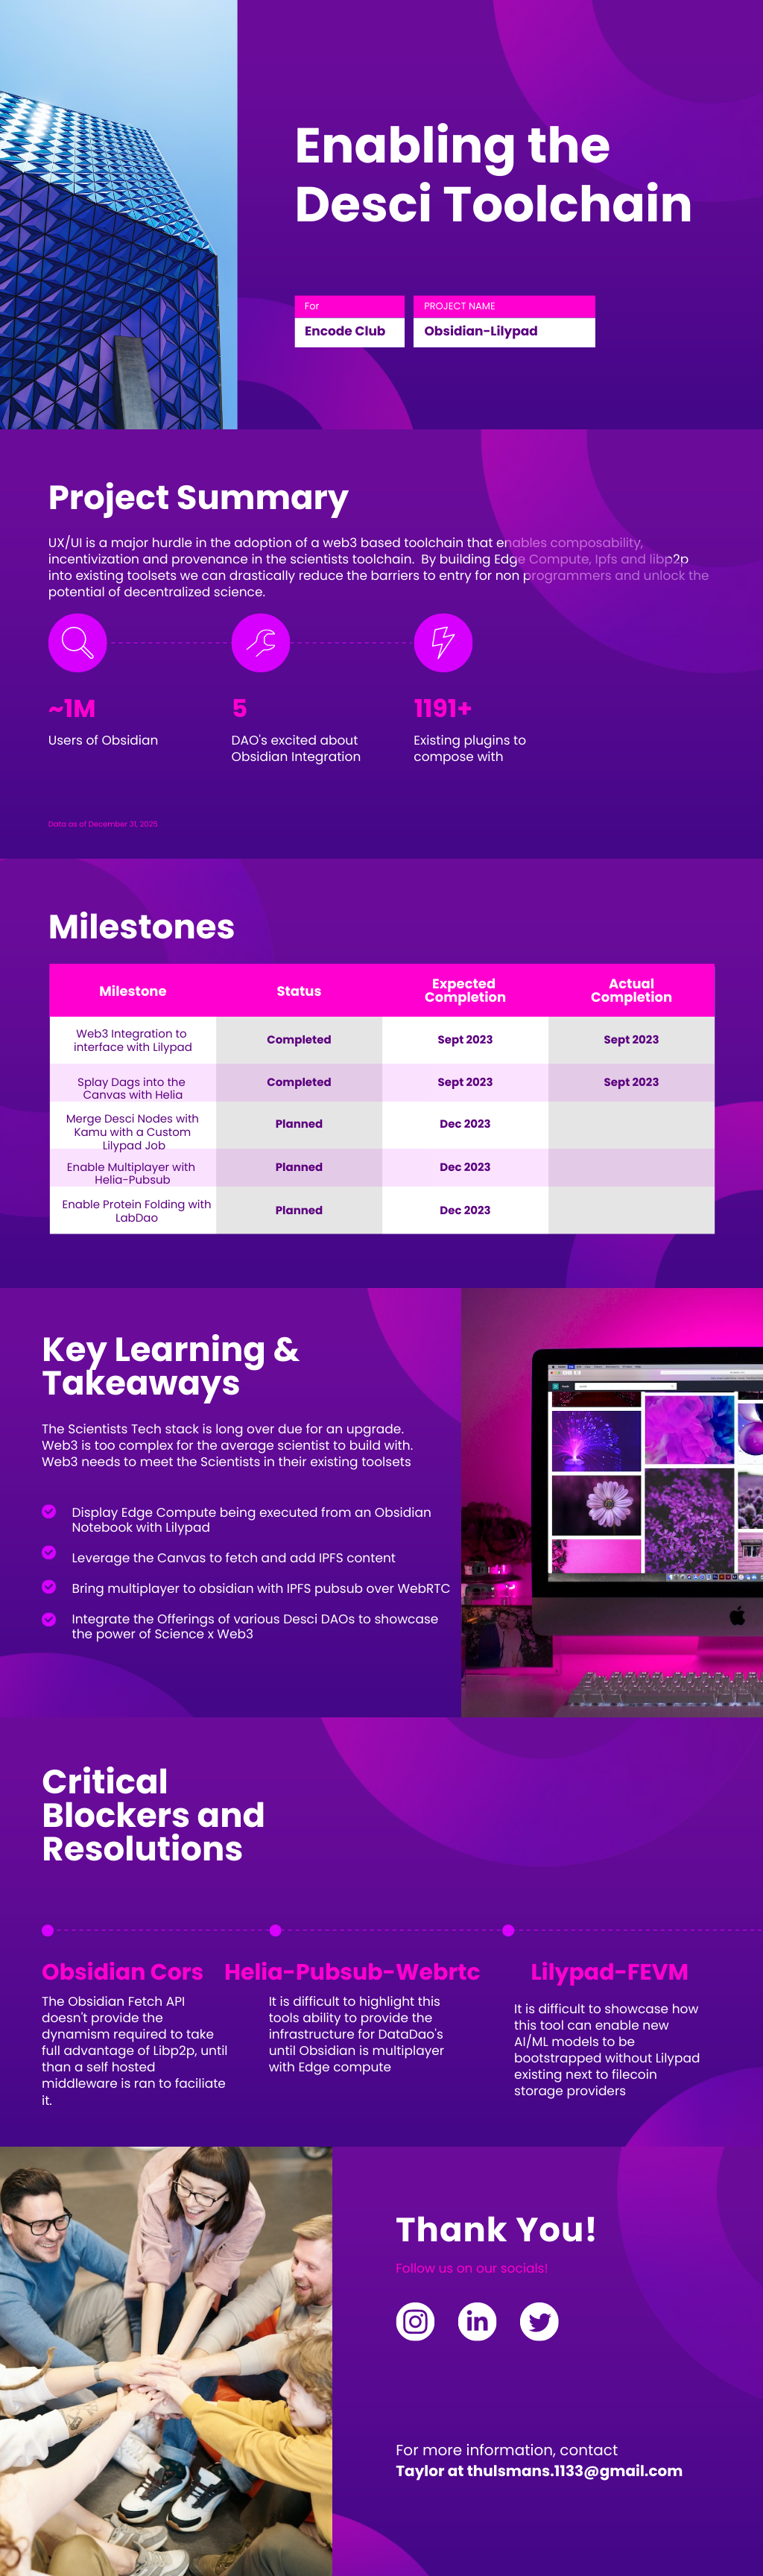 Enabling the
Desci Toolchain
For
Encode Club
PROJECT NAME
Obsidian-Lilypad
Project Summary
UX/UI is a major hurdle in the adoption of a web3 based toolchain that enables composability,
incentivization and provenance in the scientists toolchain. By building Edge Compute, Ipfs and libp2p
into existing toolsets we can drastically reduce the barriers to entry for non programmers and unlock the
potential of decentralized science.
~1M
Users of Obsidian
5
DAO's excited about
Obsidian Integration
1191+
Existing plugins to
compose with
Data as of December 31, 2025
Milestones
Milestone
Status
Expected
Completion
Actual
Completion
Web3 Integration to
interface with Lilypad
Completed
Sept 2023
Sept 2023
Splay Dags into the
Canvas with Helia
Completed
Sept 2023
Sept 2023
Merge Desci Nodes with
Kamu with a Custom
Lilypad Job
Planned
Dec 2023
Enable Multiplayer with
Helia-Pubsub
Planned
Dec 2023
Enable Protein Folding with
LabDao
Planned
Dec 2023
Key Learning &
Takeaways
The Scientists Tech stack is long over due for an upgrade.
Web3 is too complex for the average scientist to build with.
Web3 needs to meet the Scientists in their existing toolsets
Display Edge Compute being executed from an Obsidian
Notebook with Lilypad
Leverage the Canvas to fetch and add IPFS content
Bring multiplayer to obsidian with IPFS pubsub over WebRTC
Integrate the Offerings of various Desci DAOs to showcase
the power of Science x Web3
Critical
Blockers and
Resolutions
Obsidian Cors
The Obsidian Fetch API
doesn't provide the
dynamism required to take
full advantage of Libp2p, until
than a self hosted
middleware is ran to faciliate
it.
Helia-Pubsub-Webrtc
It is difficult to highlight this
tools ability to provide the
infrastructure for DataDao's
until Obsidian is multiplayer
with Edge compute
Lilypad-FEVM
It is difficult to showcase how
this tool can enable new
AI/ML models to be
bootstrapped without Lilypad
existing next to filecoin
storage providers
Thank You!
Follow us on our socials!
in
For more information, contact
Taylor at thulsmans.1133@gmail.com